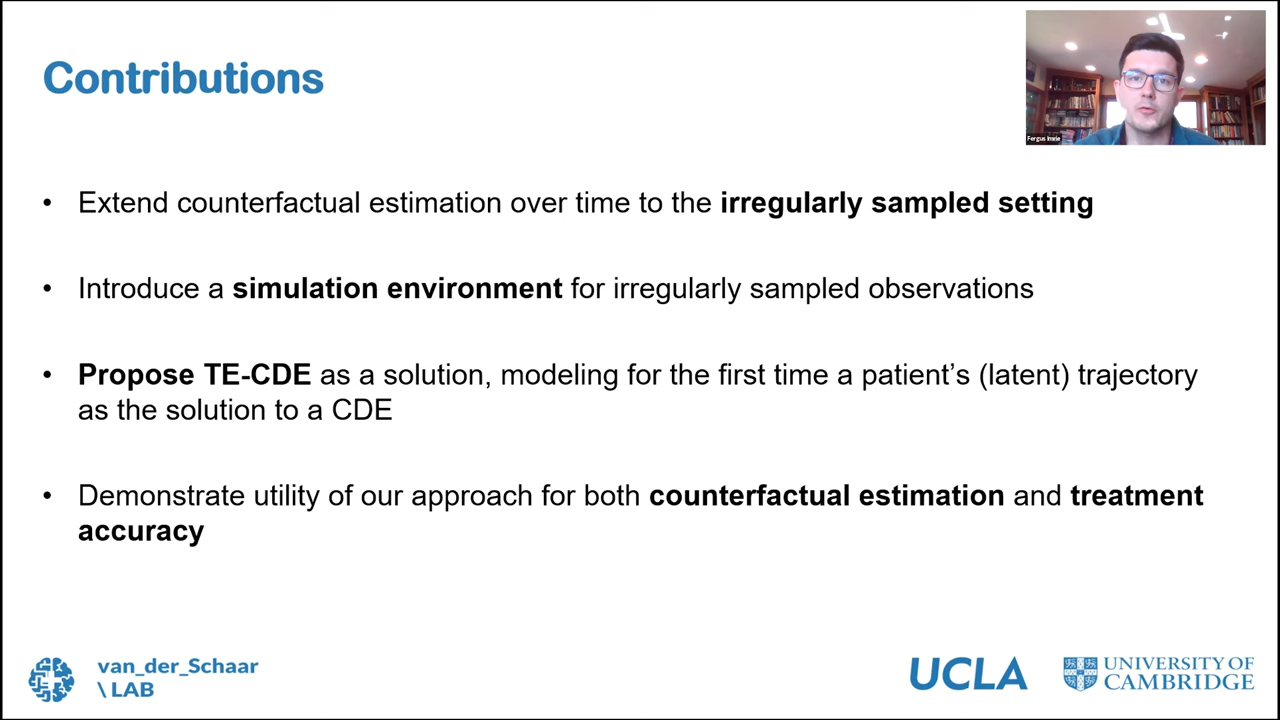 Contributions
Fergus Imrie
• Extend counterfactual estimation over time to the irregularly sampled setting
• Introduce a simulation environment for irregularly sampled observations
• Propose TE-CDE as a solution, modeling for the first time a patient’s (latent) trajectory
as the solution to a CDE
• Demonstrate utility of our approach for both counterfactual estimation and treatment
accuracy
van_der_Schaar
\LAB
UCLA
UNIVERSITY OF
CAMBRIDGE